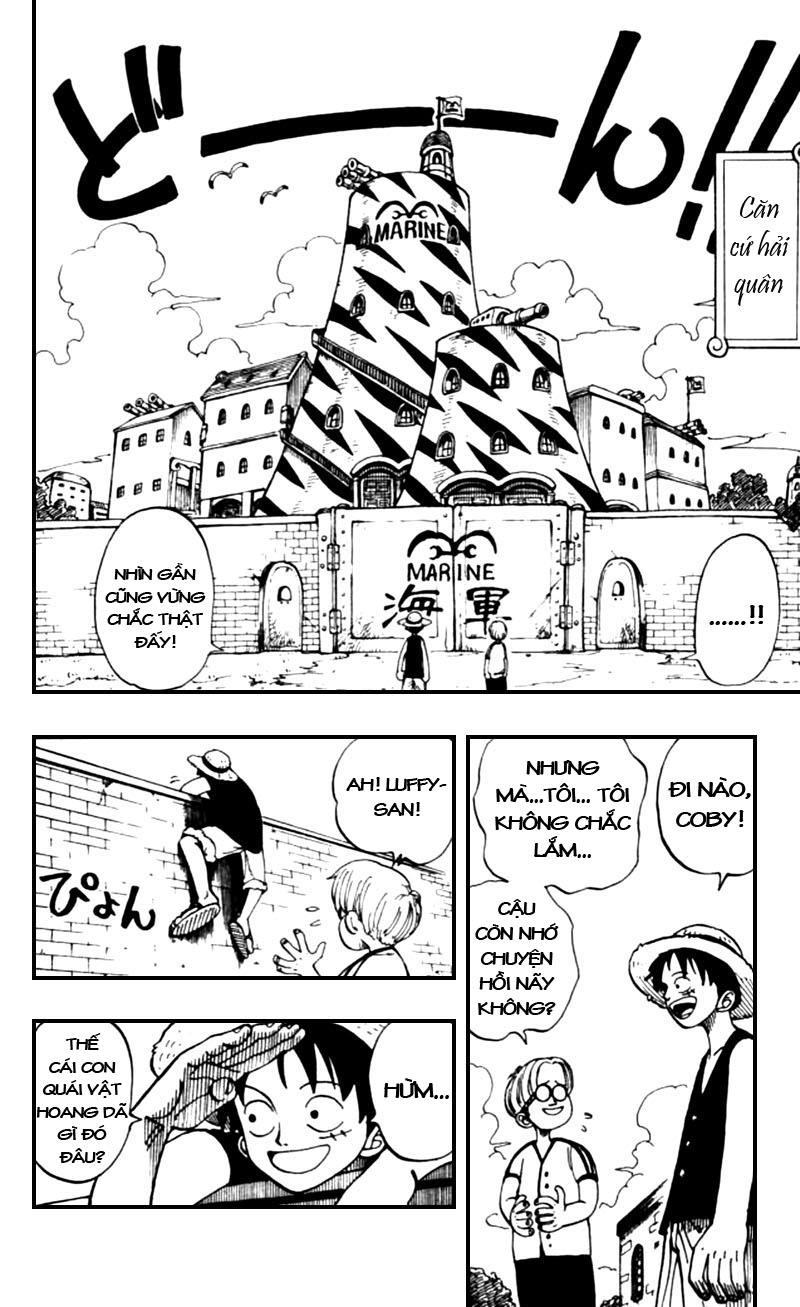 どーん!!
Căn
cứ hải
quân
MARINE
MARINE
海軍
......!!
NHÌN GẦN
CŨNG VỮNG
CHẮC THẬT
ĐẤY!
ĐI NÀO,
COBY!
NHƯNG
MÀ...TÔI... TÔI
KHÔNG CHẮC
LẮM...
CẬU
CÒN NHỚ
CHUYỆN
HỒI NÃY
KHÔNG?
AH! LUFFY-
SAN!
ぴょん
HỪM...
THẾ
CÁI CON
QUÁI VẬT
HOANG DÃ
GÌ ĐÓ
ĐÂU?